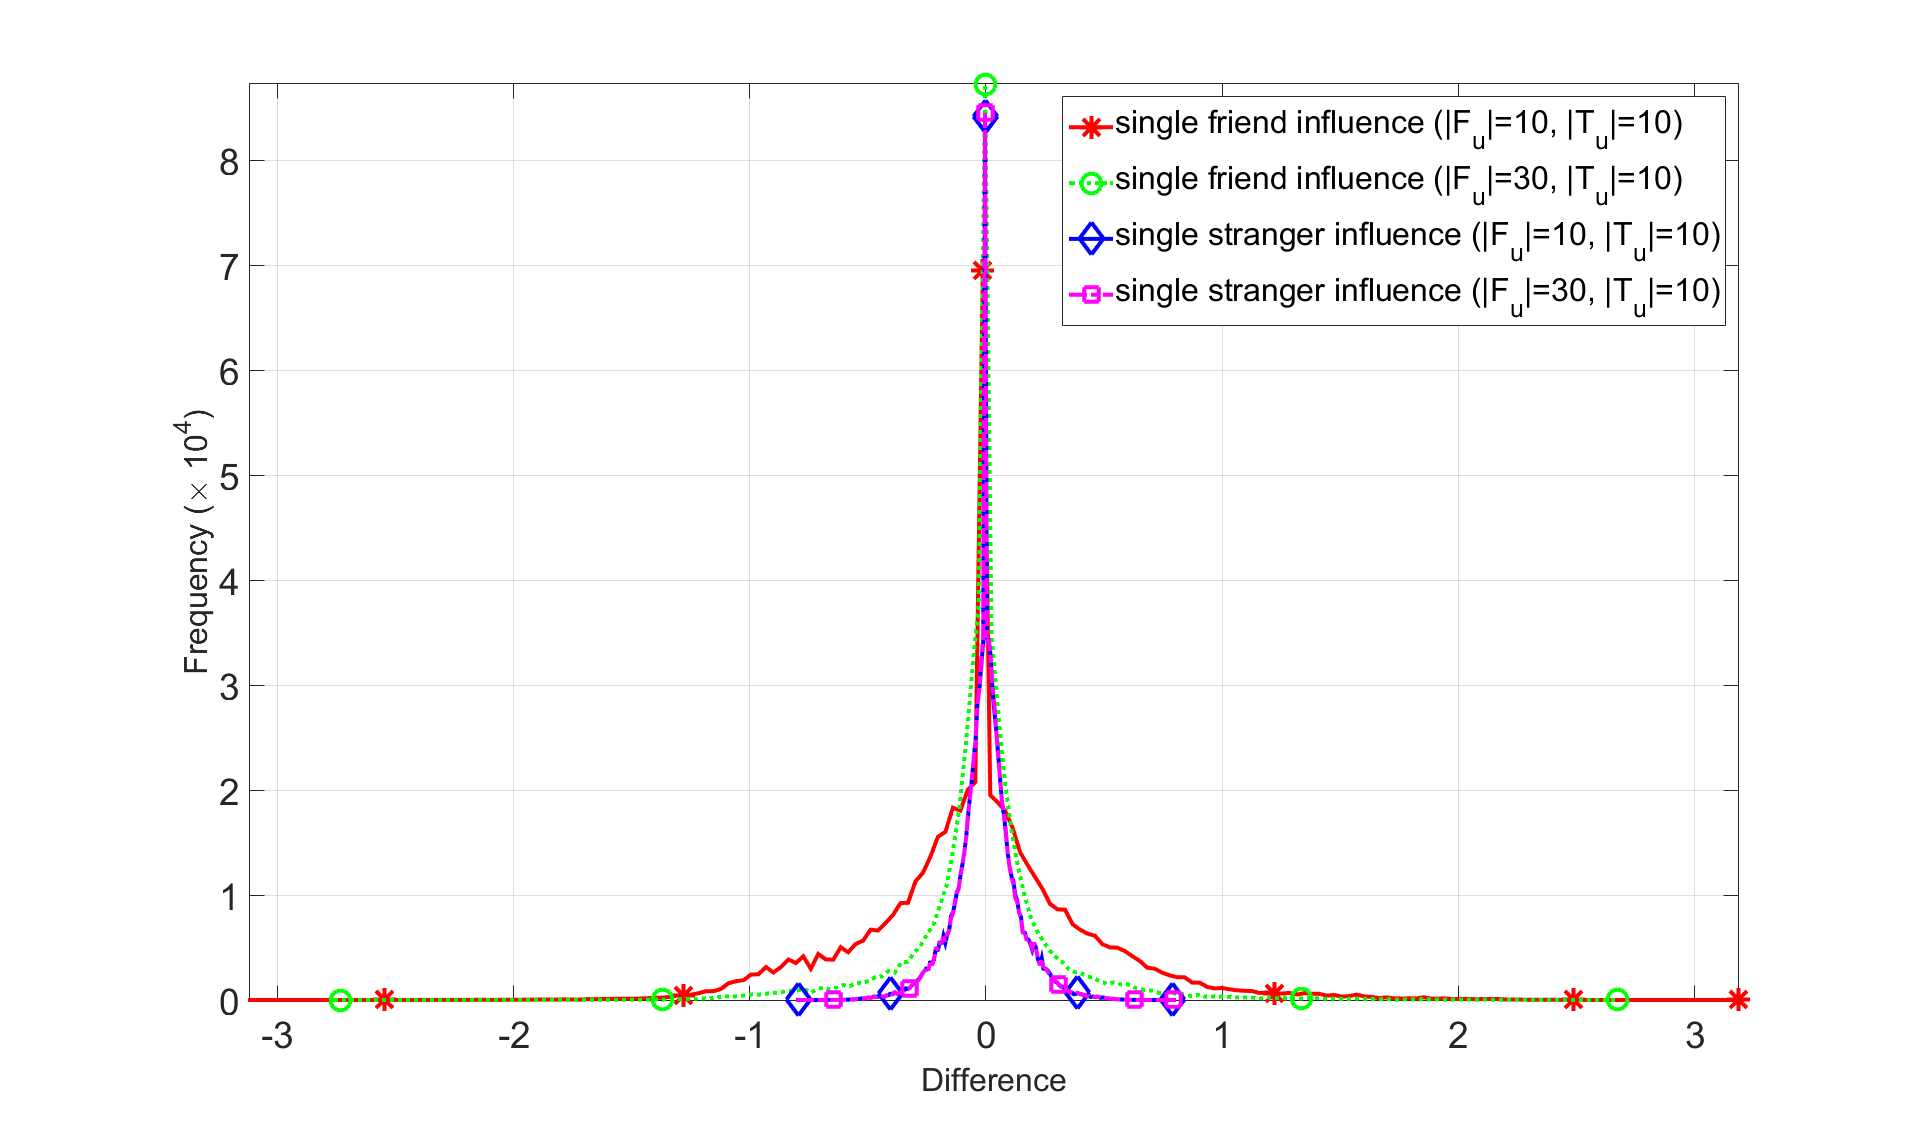 single friend influence (|F_u|=10, |T_u|=10)
single friend influence (|F_u|=30, |T_u|=10)
single stranger influence (|F_u|=10, |T_u|=10)
single stranger influence (|F_u|=30, |T_u|=10)
Frequency (× 10^4)
8
7
6
5
4
3
2
1
0
-3 -2 -1 0 1 2 3
Difference